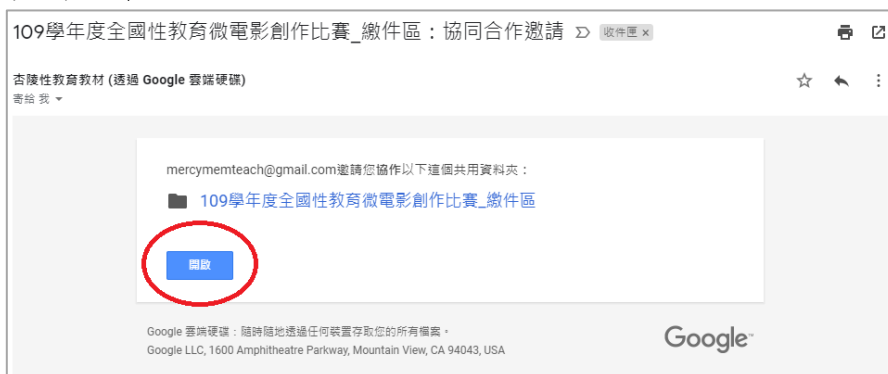 109學年度全國性教育微電影創作比賽_繳件區：協同合作邀請 收件匣 x
杏陵性教育教材 (透過 Google 雲端硬碟)
寄給 我
mercymemteach@gmail.com邀請您協作以下這個共用資料夾：
109學年度全國性教育微電影創作比賽_繳件區
開啟
Google 雲端硬碟：隨時隨地透過任何裝置存取您的所有檔案。
Google LLC, 1600 Amphitheatre Parkway, Mountain View, CA 94043, USA
Google